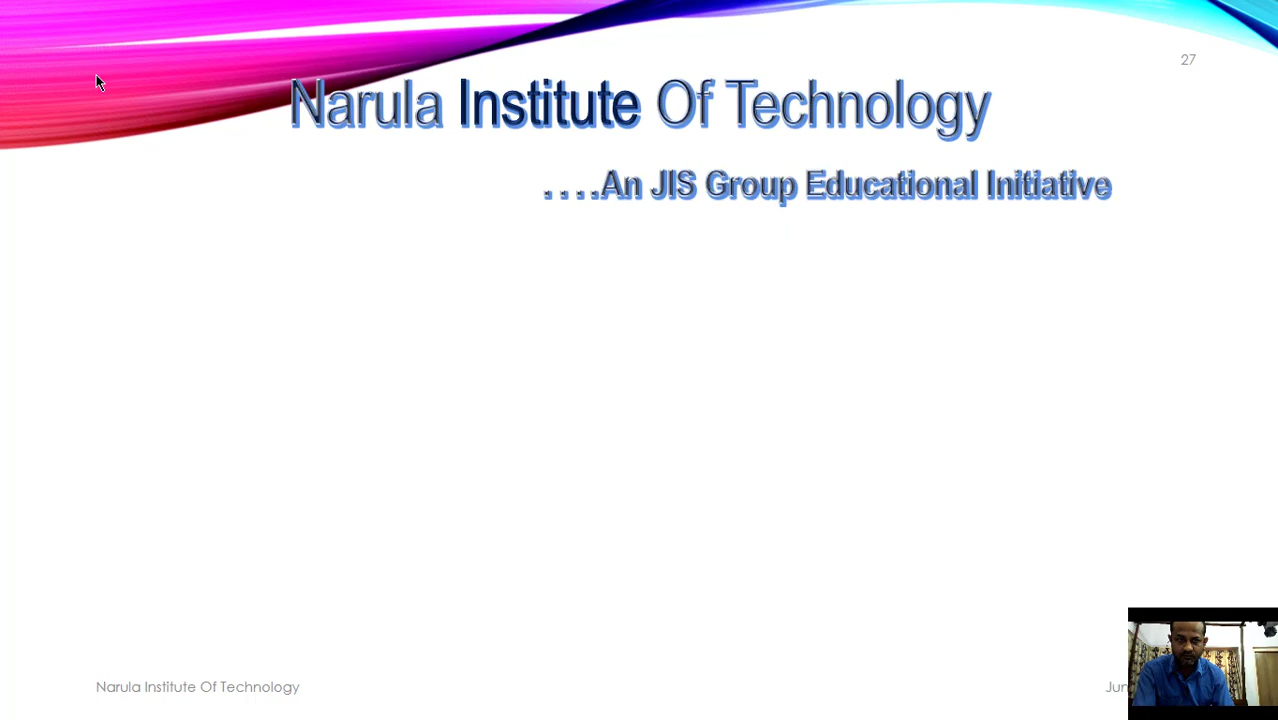 27
Narula Institute Of Technology
....An JIS Group Educational Initiative
Narula Institute Of Technology